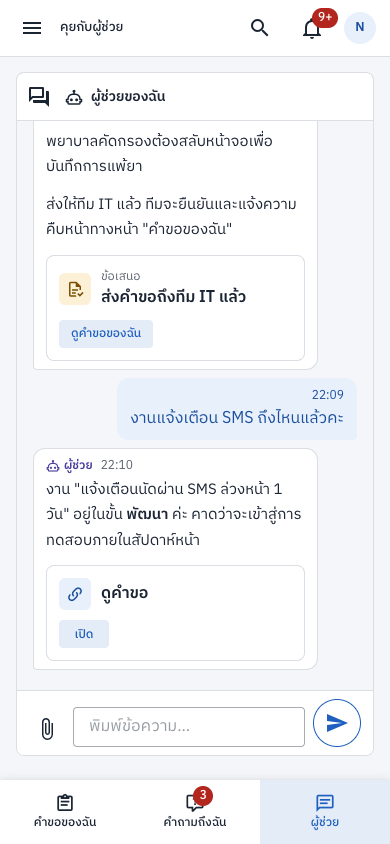 คุยกับผู้ช่วย
9+
N
ผู้ช่วยของฉัน
พยาบาลคัดกรองต้องสลับหน้าจอเพื่อ
บันทึกการแพ้ยา
ส่งให้ทีม IT แล้ว ทีมจะยืนยันและแจ้งความ
คืบหน้าทางหน้า "คำขอของฉัน"
ข้อเสนอ
ส่งคำขอถึงทีม IT แล้ว
ดูคำขอของฉัน
22:09
งานแจ้งเตือน SMS ถึงไหนแล้วคะ
ผู้ช่วย 22:10
งาน "แจ้งเตือนนัดผ่าน SMS ล่วงหน้า 1
วัน" อยู่ในขั้น พัฒนา ค่ะ คาดว่าจะเข้าสู่การ
ทดสอบภายในสัปดาห์หน้า
ดูคำขอ
เปิด
พิมพ์ข้อความ...
3
คำขอของฉัน
คำถามถึงฉัน
ผู้ช่วย